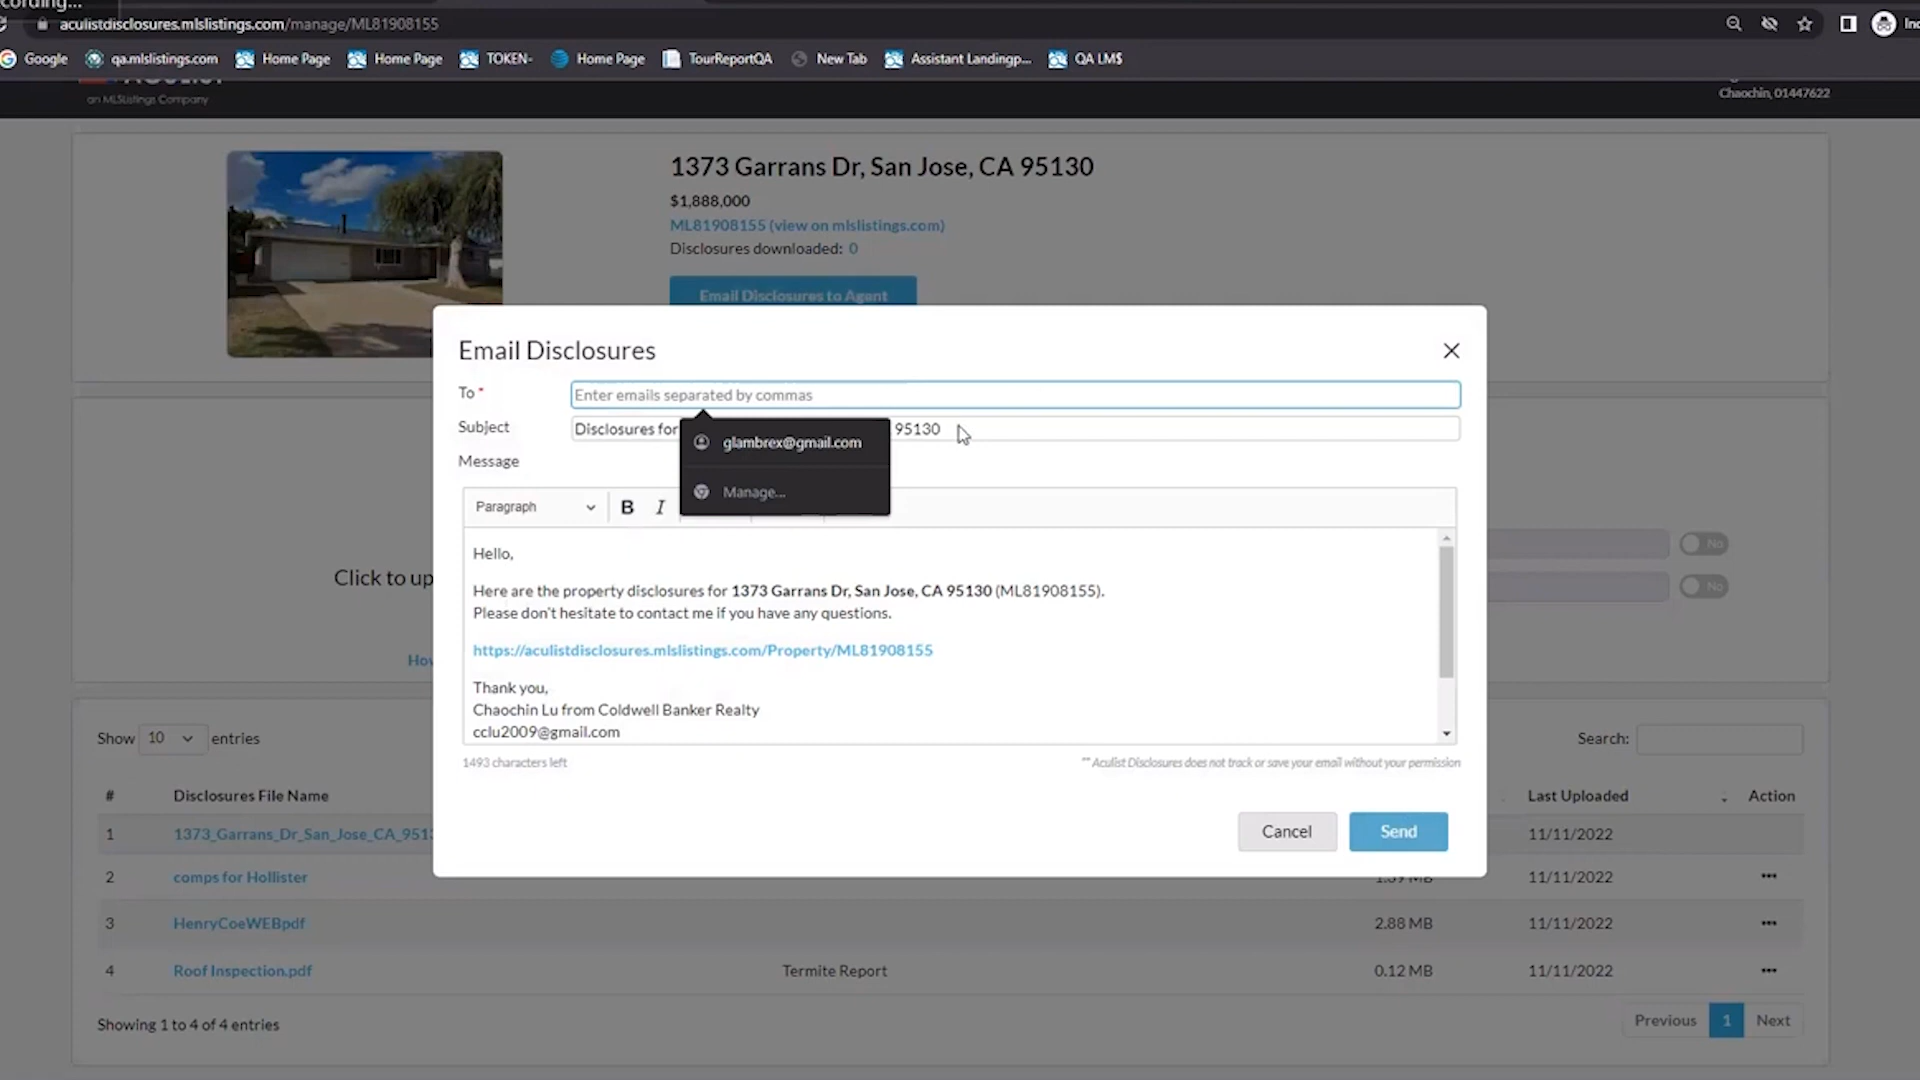 cording...
aculistdisclosures.mlslistings.com/manage/ML81908155
Google qa.mlslistings.com Home Page Home Page TOKEN- Home Page TourReportQA New Tab Assistant Landingp... QA LM$
an MLSListings Company
Chaochin, 01447622
1373 Garrans Dr, San Jose, CA 95130
$1,888,000
ML81908155 (view on mlslistings.com)
Disclosures downloaded: 0
Email Disclosures to Agent
Email Disclosures
To *
Enter emails separated by commas
Subject
Disclosures for 95130
glambrex@gmail.com
Manage...
Message
Paragraph B I
Hello,
Here are the property disclosures for 1373 Garrans Dr, San Jose, CA 95130 (ML81908155).
Please don't hesitate to contact me if you have any questions.
https://aculistdisclosures.mlslistings.com/Property/ML81908155
Thank you,
Chaochin Lu from Coldwell Banker Realty
cclu2009@gmail.com
1493 characters left
** Aculist Disclosures does not track or save your email without your permission
Cancel Send
No
No
Click to up
How
Show 10 entries
Search:
# Disclosures File Name Last Uploaded Action
1 1373_Garrans_Dr_San_Jose_CA_9513 11/11/2022
2 comps for Hollister 1.39 MB 11/11/2022 •••
3 HenryCoeWEBpdf 2.88 MB 11/11/2022 •••
4 Roof Inspection.pdf Termite Report 0.12 MB 11/11/2022 •••
Showing 1 to 4 of 4 entries
Previous 1 Next